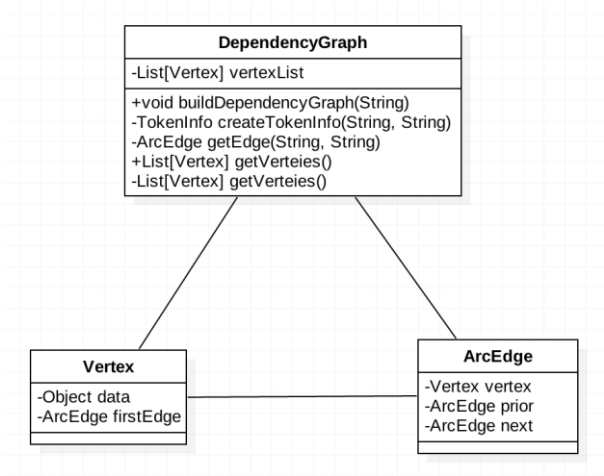 DependencyGraph
-List[Vertex] vertexList
+void buildDependencyGraph(String)
-TokenInfo createTokenInfo(String, String)
-ArcEdge getEdge(String, String)
+List[Vertex] getVerteies()
-List[Vertex] getVerteies()
Vertex
-Object data
-ArcEdge firstEdge
ArcEdge
-Vertex vertex
-ArcEdge prior
-ArcEdge next